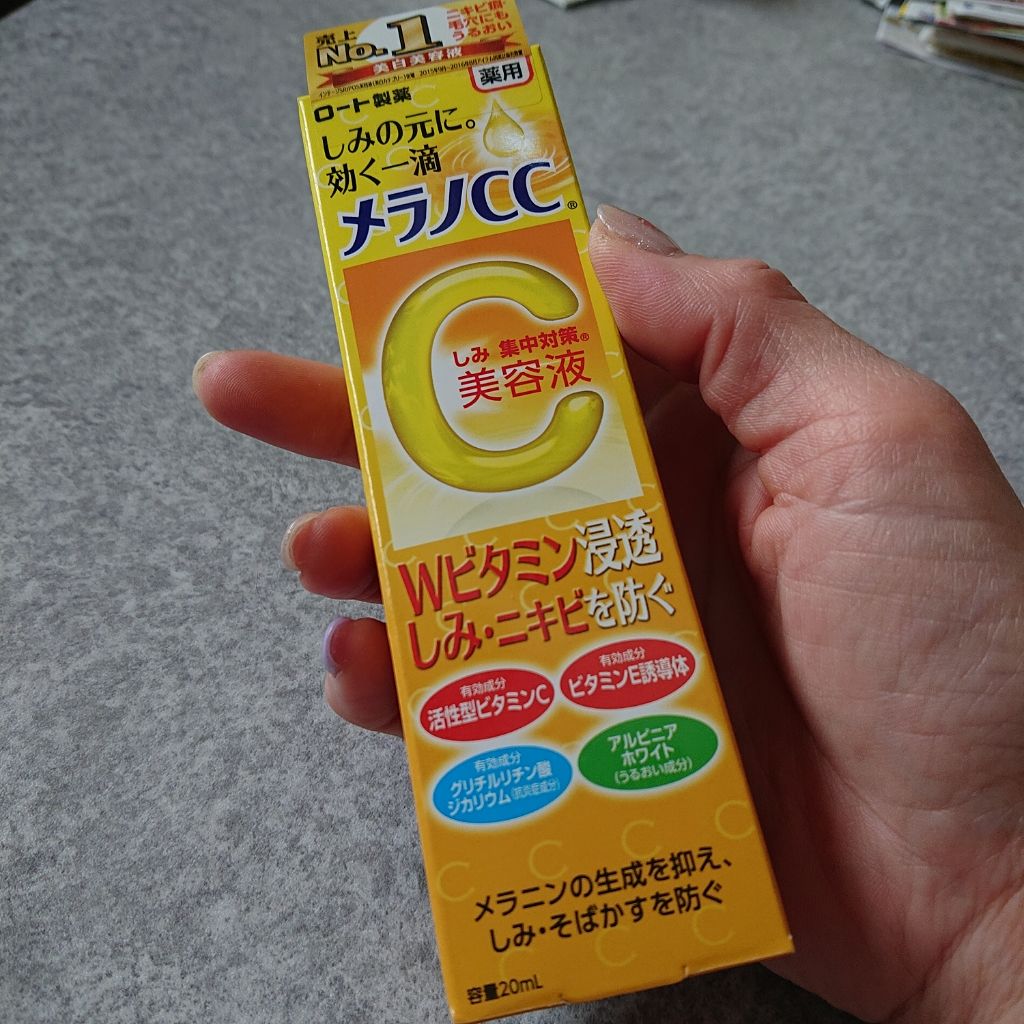 売上
No.1
美白美容液
ニキビ痕・
毛穴にも
うるおい
薬用
ロート製薬
しみの元に。
効く一滴
メラノCC®
C
しみ 集中対策®
美容液
Wビタミン浸透
しみ・ニキビを防ぐ
有効成分
活性型ビタミンC
有効成分
ビタミンE誘導体
有効成分
グリチルリチン酸
ジカリウム(抗炎症成分)
アルピニア
ホワイト
(うるおい成分)
メラニンの生成を抑え、
しみ・そばかすを防ぐ
容量20mL